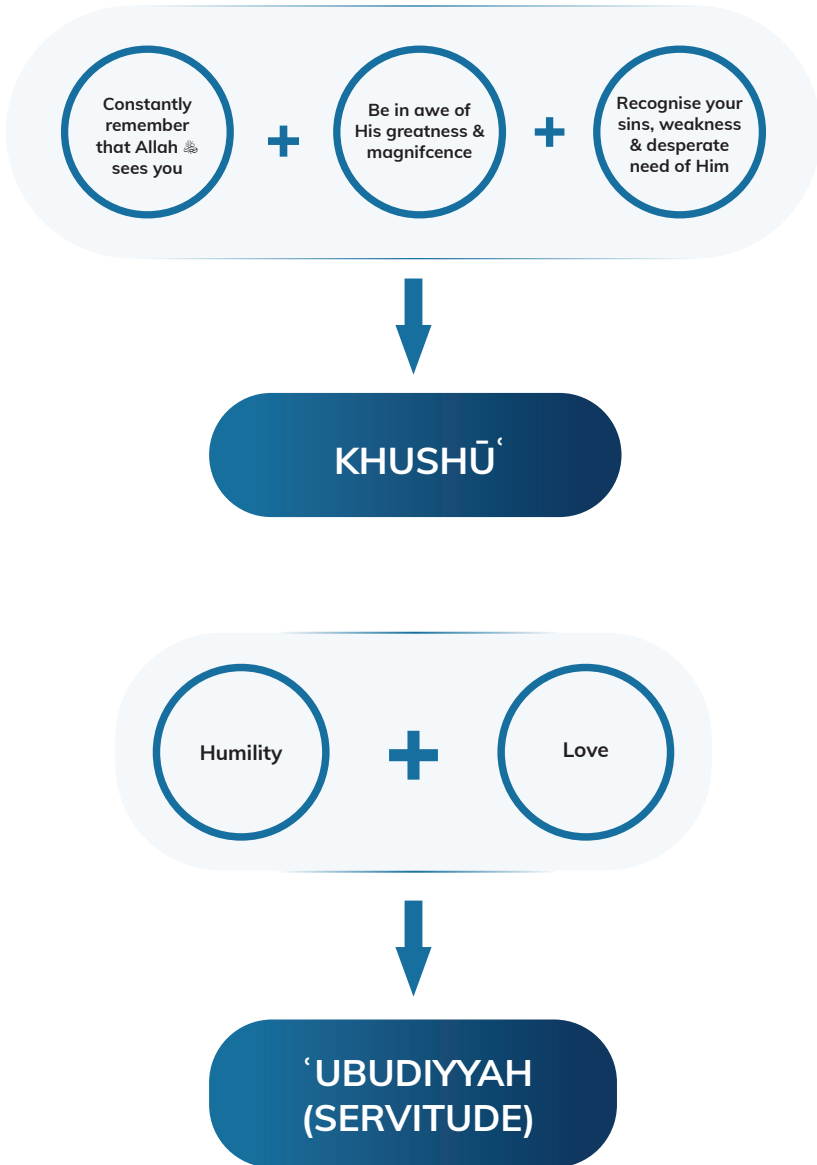 Constantly
remember
that Allah ﷻ
sees you
+
Be in awe of
His greatness &
magnifcence
+
Recognise your
sins, weakness
& desperate
need of Him
KHUSHŪʿ
Humility
+
Love
ʿUBUDIYYAH
(SERVITUDE)